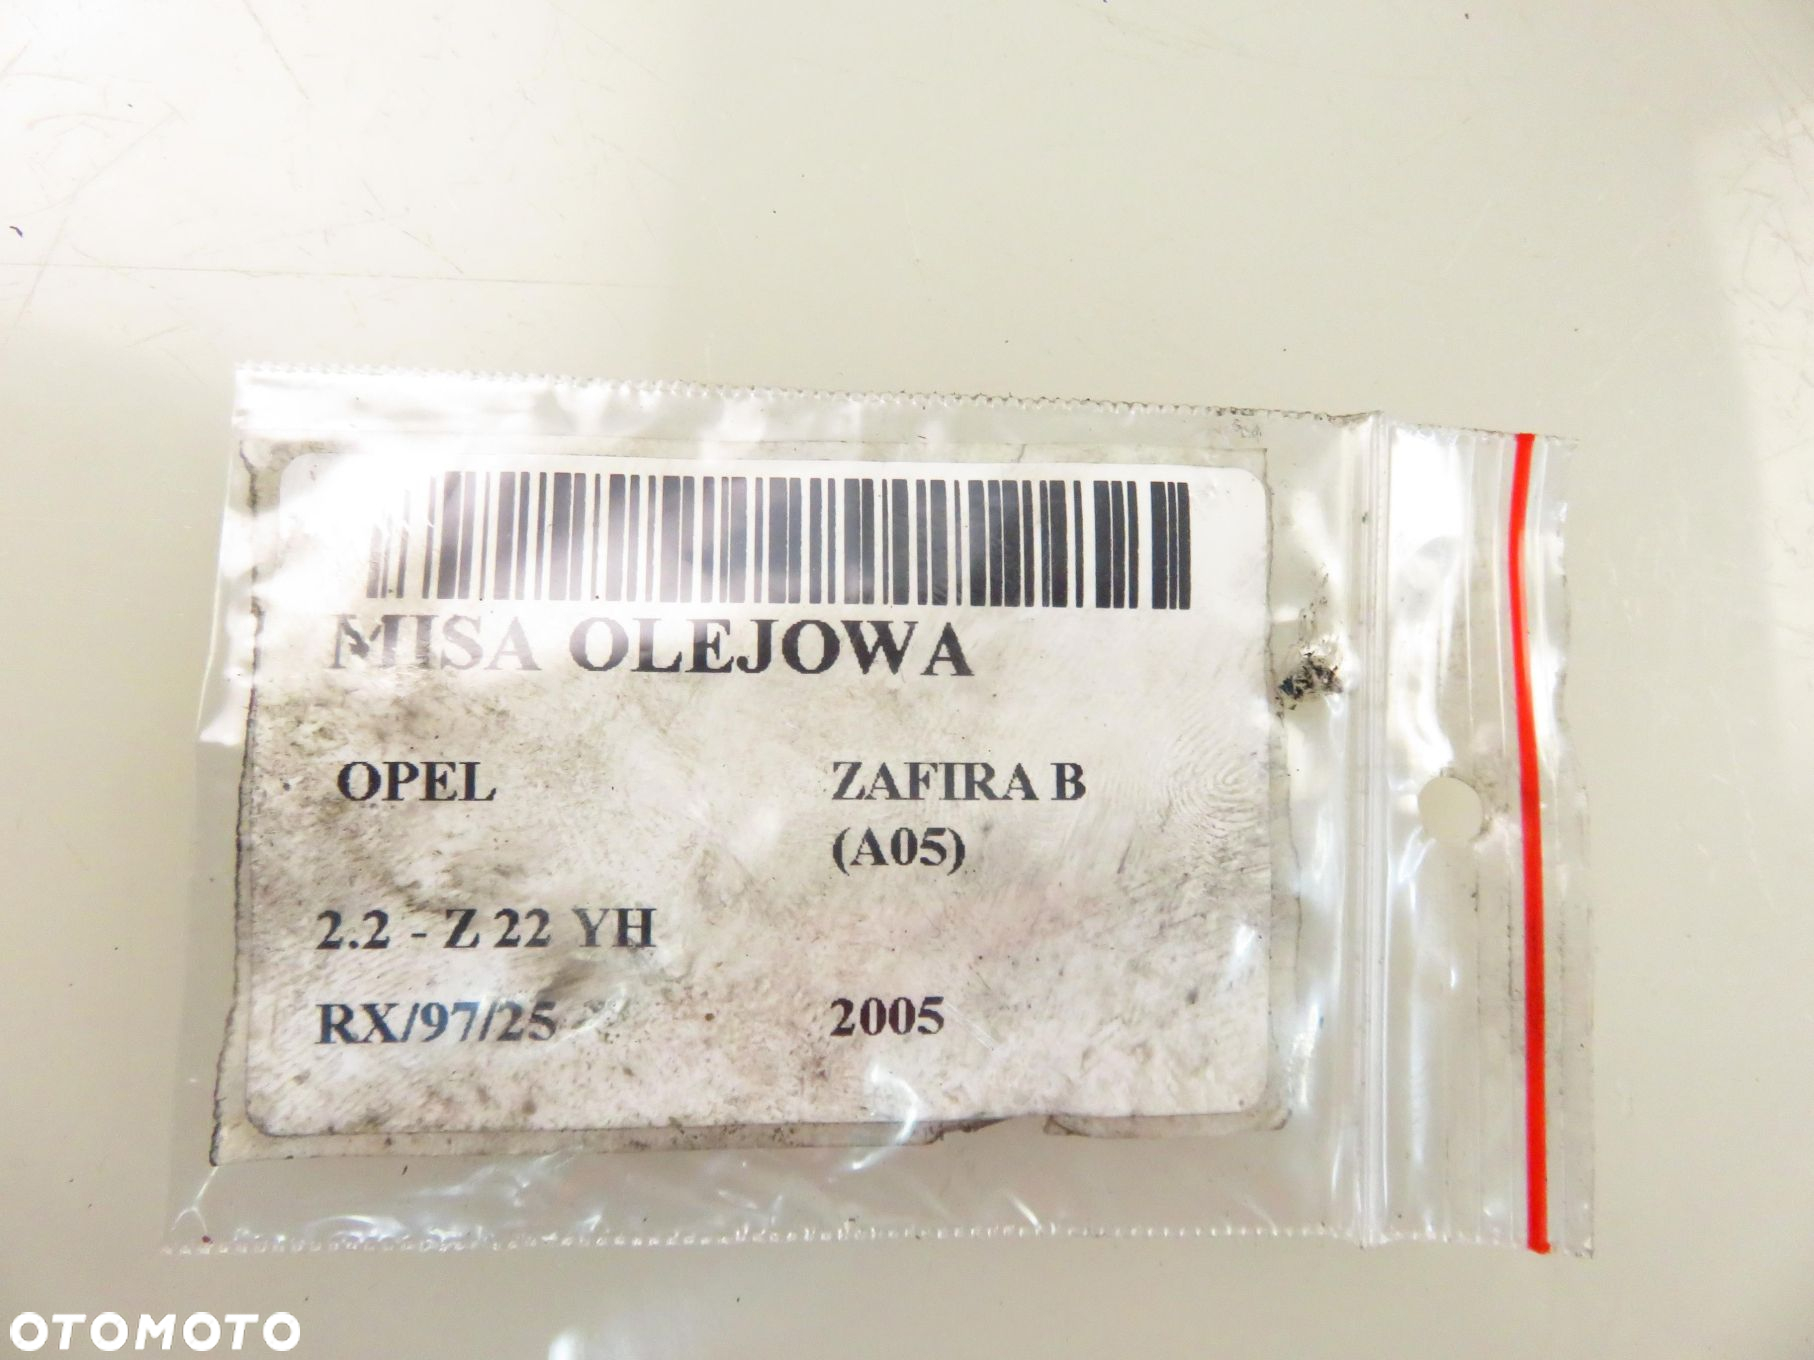 MISA OLEJOWA
OPEL ZAFIRA B
(A05)
2.2 - Z 22 YH
RX/97/25 2005
OTOMOTO